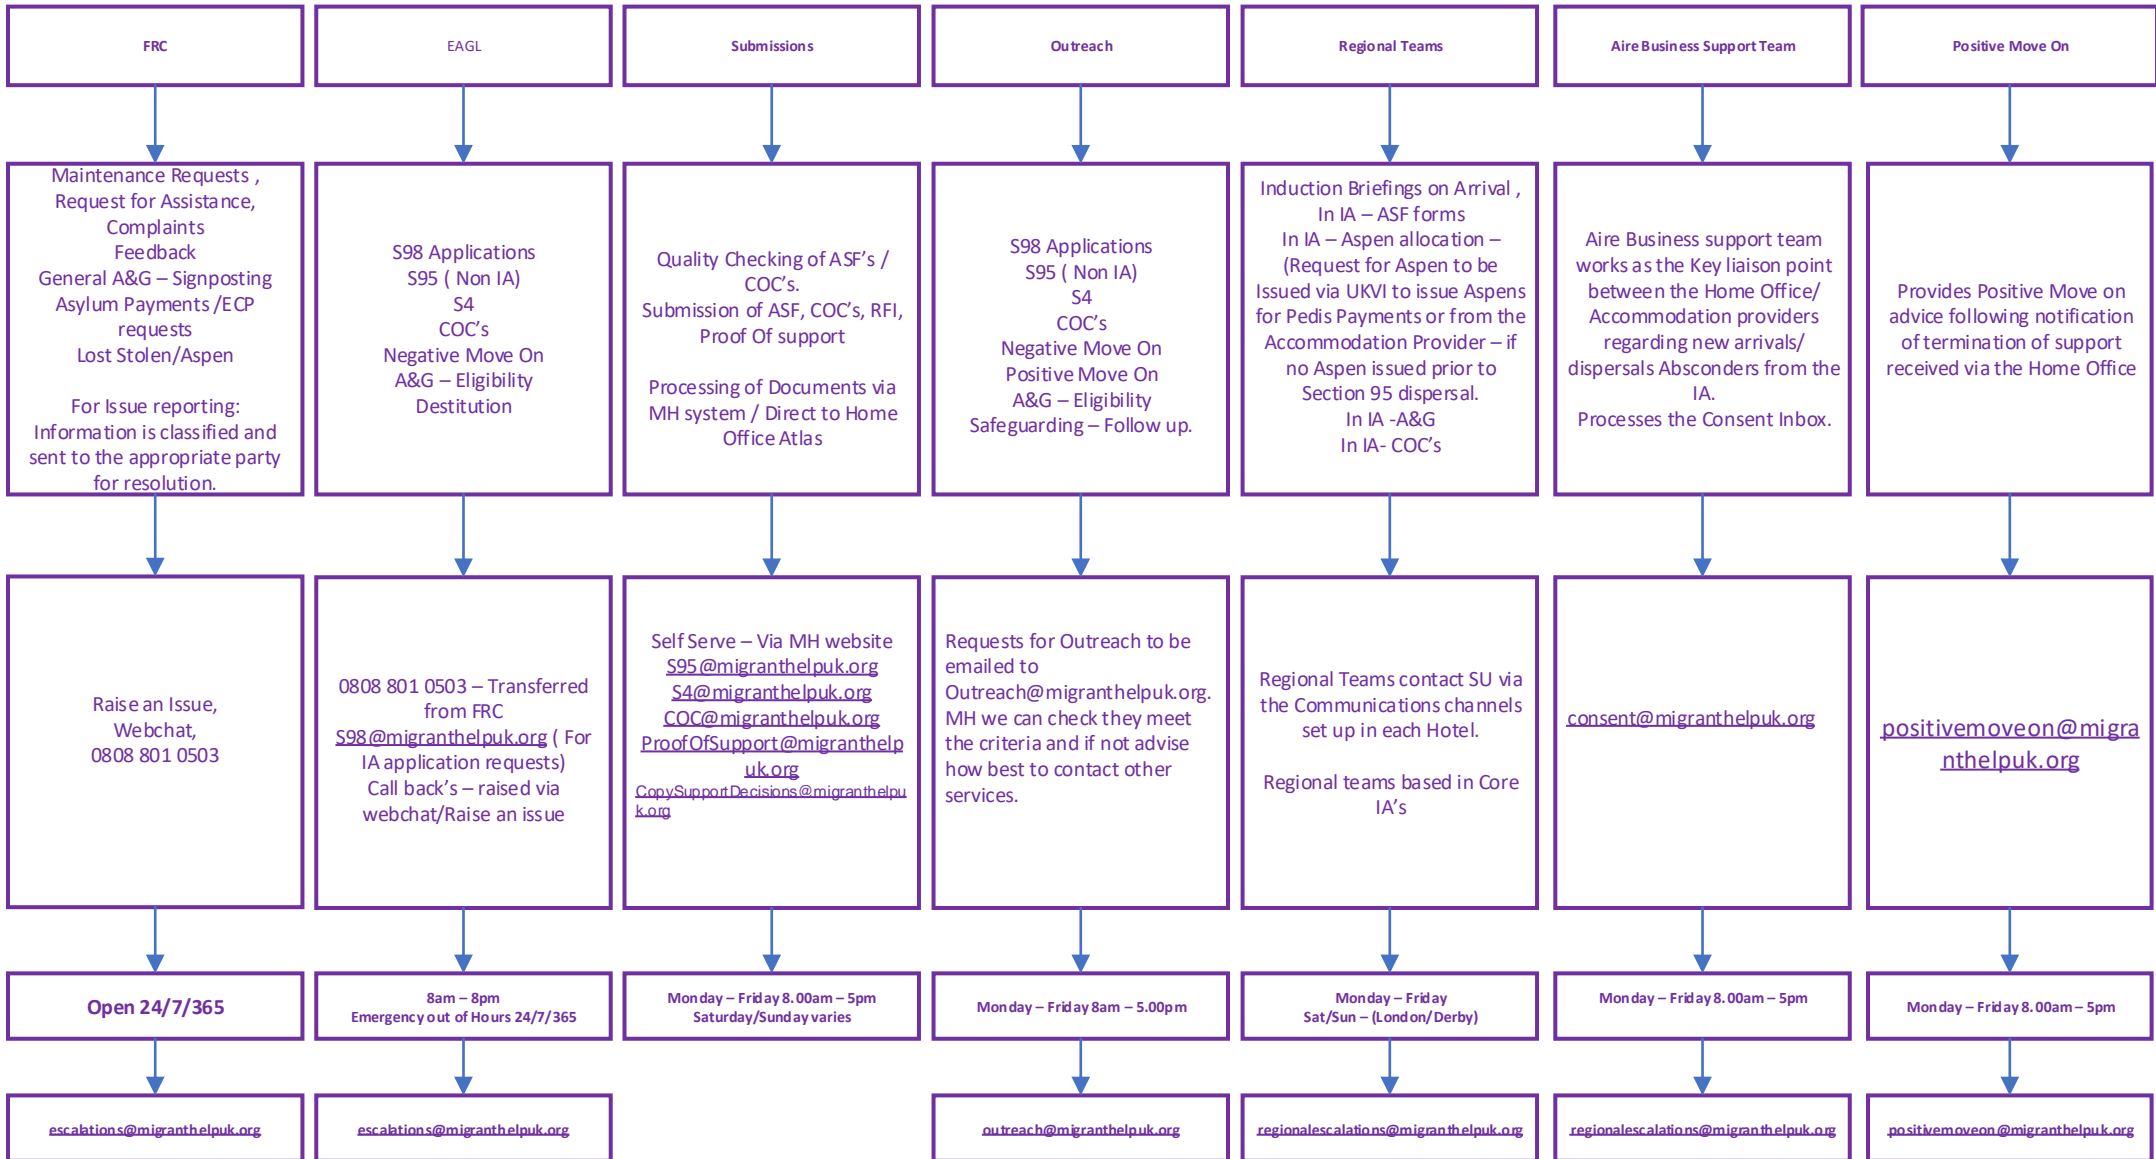 FRC
EAGL
Submissions
Outreach
Regional Teams
Aire Business Support Team
Positive Move On
Maintenance Requests ,
Request for Assistance,
Complaints
Feedback
General A&G – Signposting
Asylum Payments /ECP
requests
Lost Stolen/Aspen
For Issue reporting:
Information is classified and
sent to the appropriate party
for resolution.
S98 Applications
S95 ( Non IA)
S4
COC's
Negative Move On
A&G – Eligibility
Destitution
Quality Checking of ASF's /
COC's.
Submission of ASF, COC's, RFI,
Proof Of support
Processing of Documents via
MH system / Direct to Home
Office Atlas
S98 Applications
S95 ( Non IA)
S4
COC's
Negative Move On
Positive Move On
A&G – Eligibility
Safeguarding – Follow up.
Induction Briefings on Arrival ,
In IA – ASF forms
In IA – Aspen allocation –
(Request for Aspen to be
Issued via UKVI to issue Aspens
for Pedis Payments or from the
Accommodation Provider – if
no Aspen issued prior to
Section 95 dispersal.
In IA -A&G
In IA- COC's
Aire Business support team
works as the Key liaison point
between the Home Office/
Accommodation providers
regarding new arrivals/
dispersals Absconders from the
IA.
Processes the Consent Inbox.
Provides Positive Move on
advice following notification
of termination of support
received via the Home Office
Raise an Issue,
Webchat,
0808 801 0503
0808 801 0503 – Transferred
from FRC
S98@migranthelpuk.org ( For
IA application requests)
Call back's – raised via
webchat/Raise an issue
Self Serve – Via MH website
S95@migranthelpuk.org
S4@migranthelpuk.org
COC@migranthelpuk.org
ProofOfSupport@migranthelp
uk.org
CopySupportDecisions@migranthelpu
k.org
Requests for Outreach to be
emailed to
Outreach@migranthelpuk.org.
MH we can check they meet
the criteria and if not advise
how best to contact other
services.
Regional Teams contact SU via
the Communications channels
set up in each Hotel.
Regional teams based in Core
IA's
consent@migranthelpuk.org
positivemoveon@migra
nthelpuk.org
Open 24/7/365
8am – 8pm
Emergency out of Hours 24/7/365
Monday – Friday 8.00am – 5pm
Saturday/Sunday varies
Monday – Friday 8am – 5.00pm
Monday – Friday
Sat/Sun – (London/Derby)
Monday – Friday 8.00am – 5pm
Monday – Friday 8.00am – 5pm
escalations@migranthelpuk.org
escalations@migranthelpuk.org
outreach@migranthelpuk.org
regionalescalations@migranthelpuk.org
regionalescalations@migranthelpuk.org
positivemoveon@migranthelpuk.org